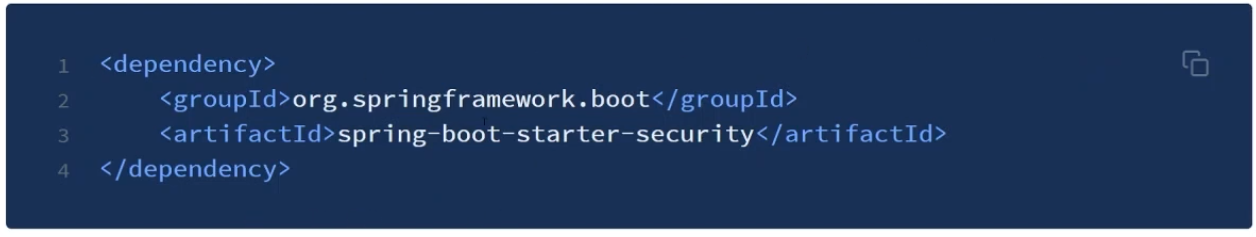 1 <dependency>
2     <groupId>org.springframework.boot</groupId>
3     <artifactId>spring-boot-starter-security</artifactId>
4 </dependency>